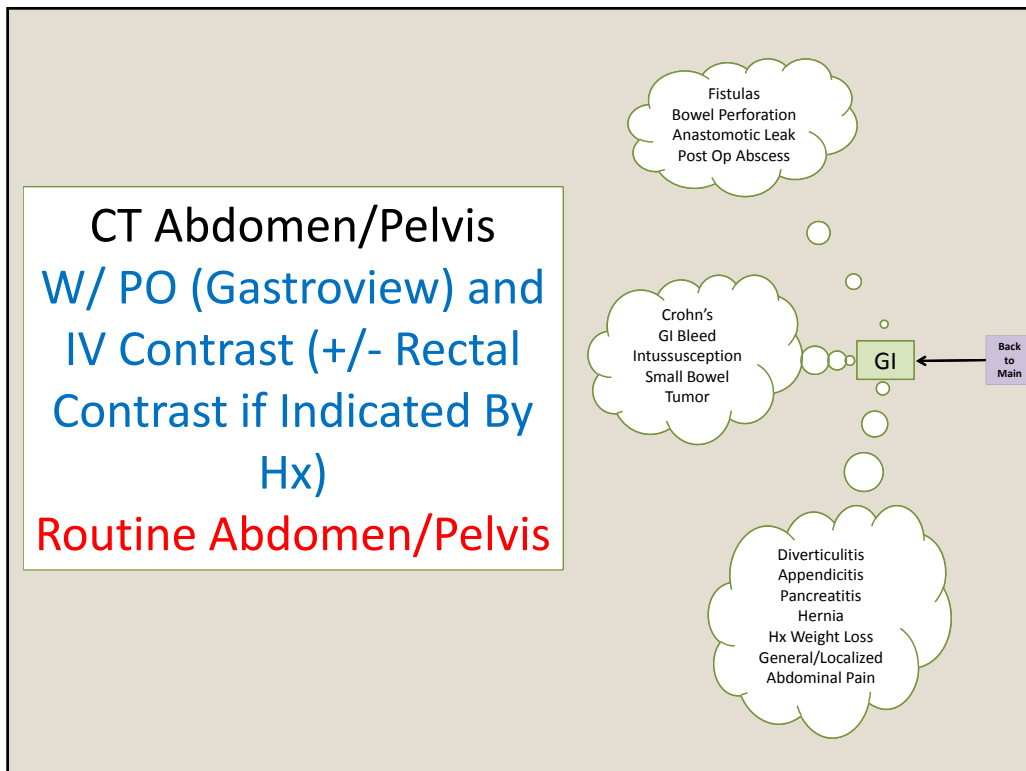 Fistulas
Bowel Perforation
Anastomotic Leak
Post Op Abscess
CT Abdomen/Pelvis
W/ PO (Gastroview) and
IV Contrast (+/- Rectal
Contrast if Indicated By
Hx)
Routine Abdomen/Pelvis
Crohn’s
GI Bleed
Intussusception
Small Bowel
Tumor
GI
Back
to
Main
Diverticulitis
Appendicitis
Pancreatitis
Hernia
Hx Weight Loss
General/Localized
Abdominal Pain